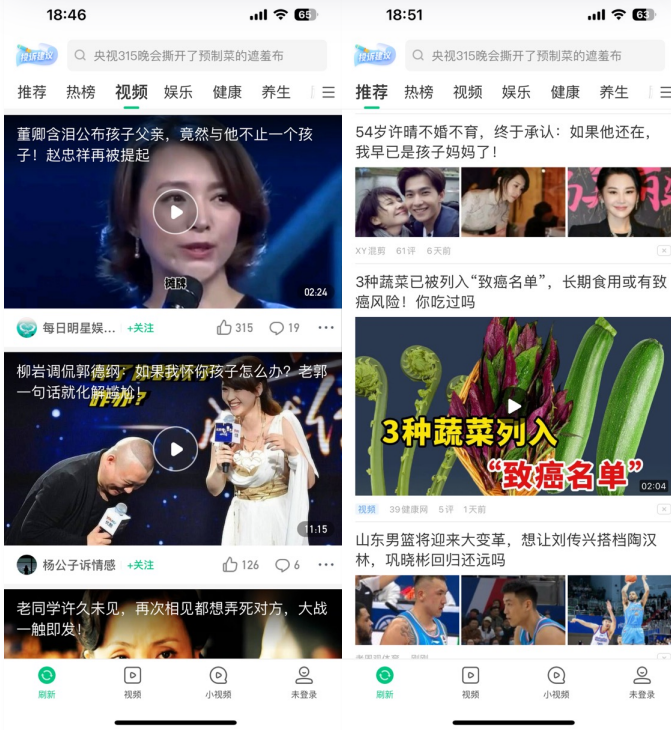 18:46
65
投诉建议
央视315晚会撕开了预制菜的遮羞布
推荐 热榜 视频 娱乐 健康 养生
董卿含泪公布孩子父亲，竟然与他不止一个孩
子！赵忠祥再被提起
02:24
每日明星娱... +关注 315 19
柳岩调侃郭德纲：如果我怀你孩子怎么办？老郭
一句话就化解尴尬！
11:15
杨公子诉情感 +关注 126 6
老同学许久未见，再次相见都想弄死对方，大战
一触即发！
刷新 视频 小视频 未登录
18:51
63
投诉建议
央视315晚会撕开了预制菜的遮羞布
推荐 热榜 视频 娱乐 健康 养生
54岁许晴不婚不育，终于承认：如果他还在，
我早已是孩子妈妈了！
XY混剪 61评 6天前
3种蔬菜已被列入“致癌名单”，长期食用或有致
癌风险！你吃过吗
3种蔬菜列入
“致癌名单”
02:04
视频 39健康网 5评 1天前
山东男篮将迎来大变革，想让刘传兴搭档陶汉
林，巩晓彬回归还远吗
刷新 视频 小视频 未登录